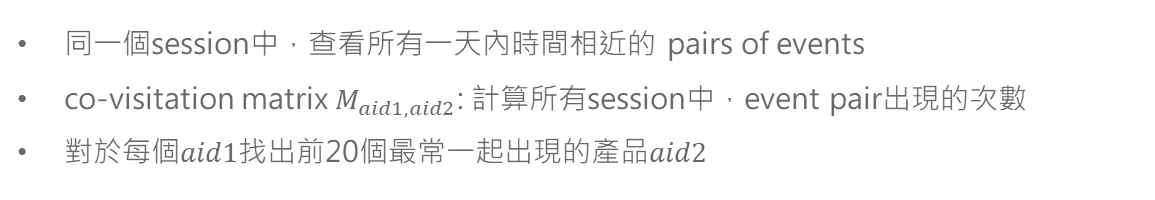 • 同一個session中，查看所有一天內時間相近的 pairs of events
• co-visitation matrix 𝑀𝑎𝑖𝑑1,𝑎𝑖𝑑2: 計算所有session中，event pair出現的次數
• 對於每個𝑎𝑖𝑑1找出前20個最常一起出現的產品𝑎𝑖𝑑2